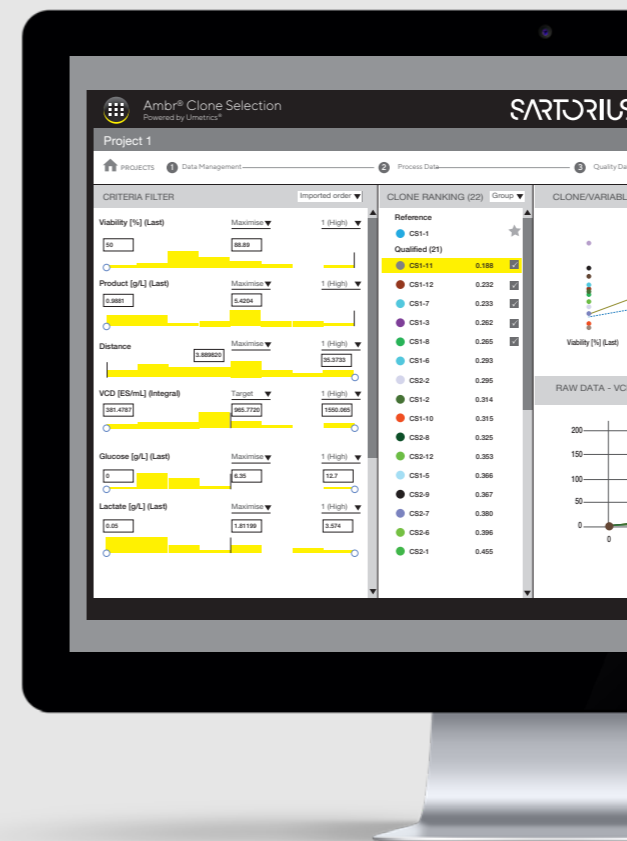 Ambr® Clone Selection
Powered by Umetrics®
SARTORIUS
Project 1
PROJECTS
1 Data Management
2 Process Data
3 Quality De
CRITERIA FILTER
Imported order
Viability [%] (Last)
Maximise
1 (High)
50
88.89
Product [g/L] (Last)
Maximise
1 (High)
0.9881
5.4204
Distance
Maximise
1 (High)
3.889820
35.3733
VCD [ES/mL] (Integral)
Target
1 (High)
381.4787
965.7720
1550.065
Glucose [g/L] (Last)
Maximise
1 (High)
0
6.35
12.7
Lactate [g/L] (Last)
Maximise
1 (High)
0.05
1.81199
3.574
CLONE RANKING (22)
Group
Reference
CS1-1
Qualified (21)
CS1-11 0.188
CS1-12 0.232
CS1-7 0.233
CS1-3 0.262
CS1-8 0.265
CS1-6 0.293
CS2-2 0.295
CS1-2 0.314
CS1-10 0.315
CS2-8 0.325
CS2-12 0.353
CS1-5 0.366
CS2-9 0.367
CS2-7 0.380
CS2-6 0.396
CS2-1 0.455
CLONE/VARIABL
Viability [%] (Last)
RAW DATA - VC
200
150
100
50
0
0